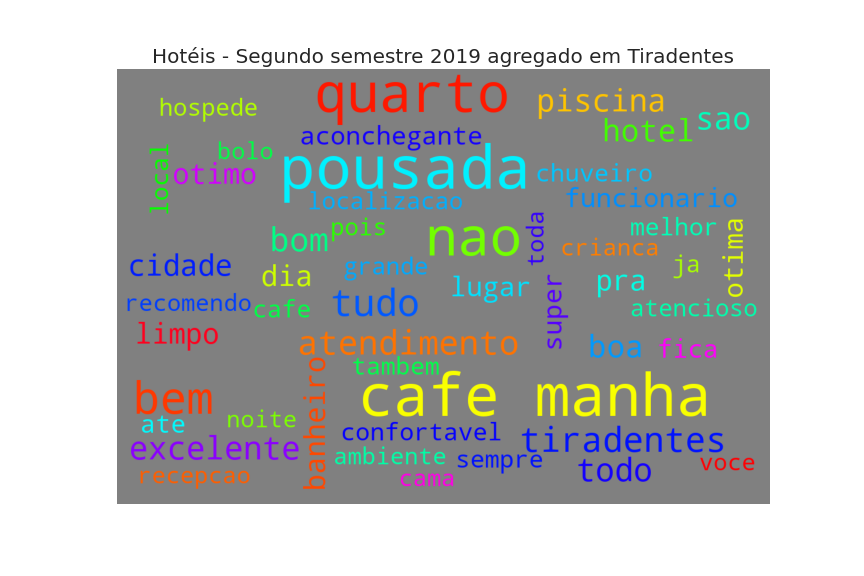 Hotéis - Segundo semestre 2019 agregado em Tiradentes
quarto
piscina
hospede
sao
hotel
aconchegante
bolo
local
otimo
pousada
chuveiro
localizacao
funcionario
pois
melhor
toda
otima
bom
nao
crianca
cidade
dia
grande
ja
pra
lugar
recomendo
cafe
tudo
super
atencioso
limpo
atendimento
boa
fica
tambem
bem
cafe manha
ate
noite
banheiro
confortavel
tiradentes
excelente
ambiente
sempre
todo
voce
recepcao
cama